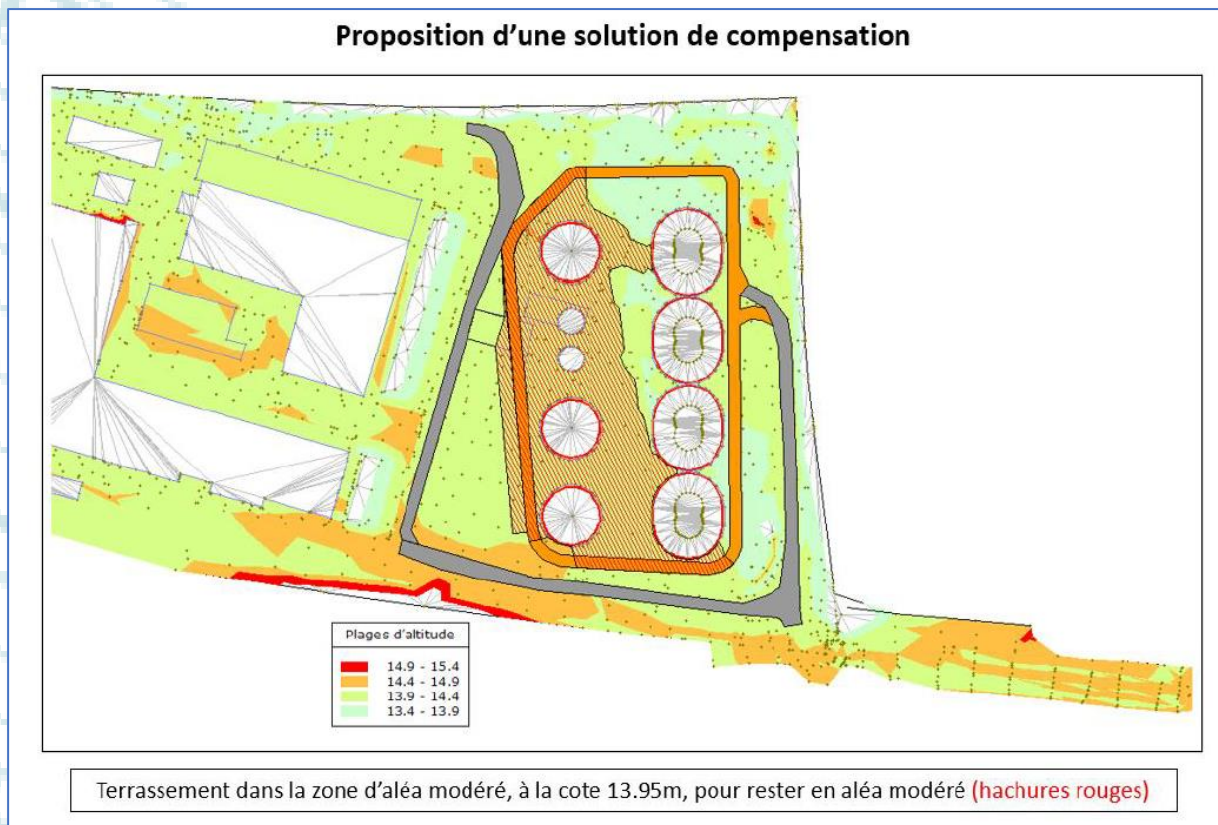 Proposition d'une solution de compensation
Plages d'altitude
14.9 - 15.4
14.4 - 14.9
13.9 - 14.4
13.4 - 13.9
Terrassement dans la zone d'aléa modéré, à la cote 13.95m, pour rester en aléa modéré (hachures rouges)